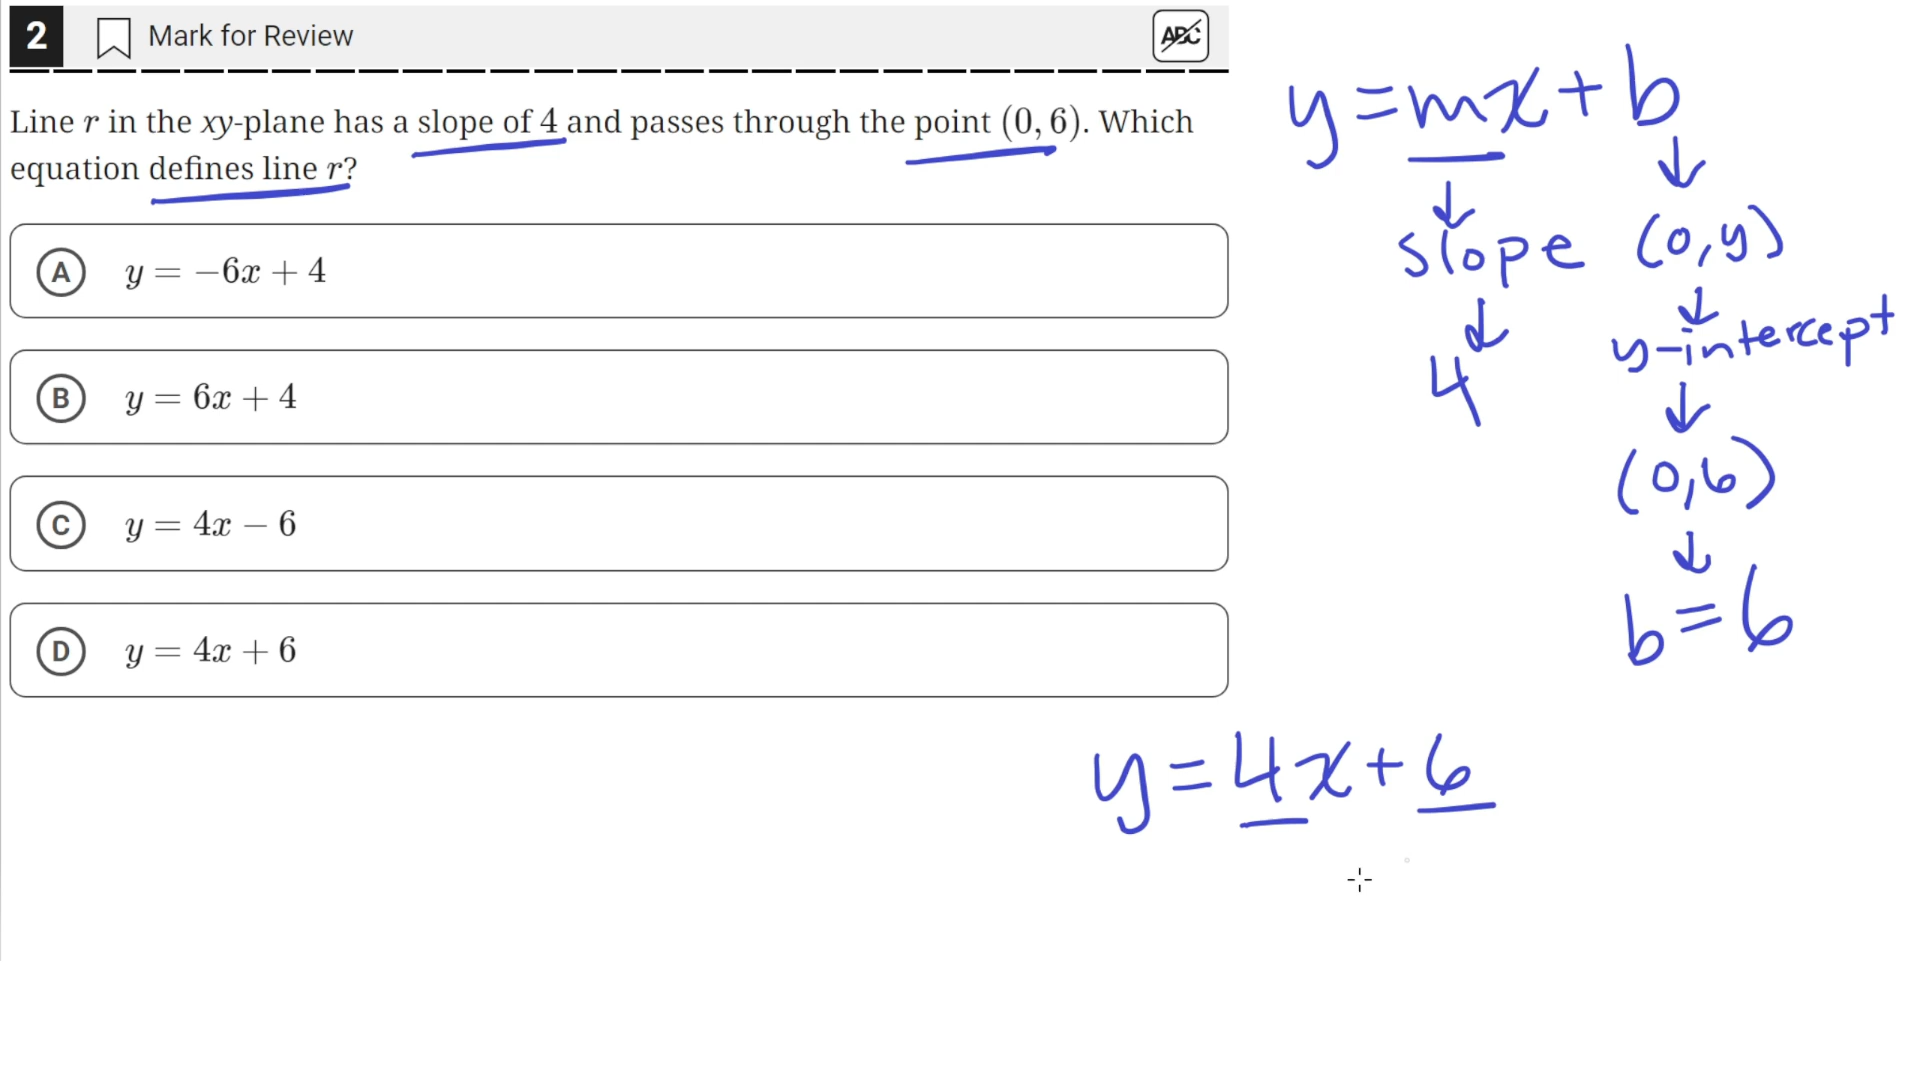 2 Mark for Review ABC
Line r in the xy-plane has a slope of 4 and passes through the point (0, 6). Which
equation defines line r?
A y = −6x + 4
B y = 6x + 4
C y = 4x − 6
D y = 4x + 6
y = mx + b
slope (0, y)
4 y-intercept
(0, 6)
b = 6
y = 4x + 6